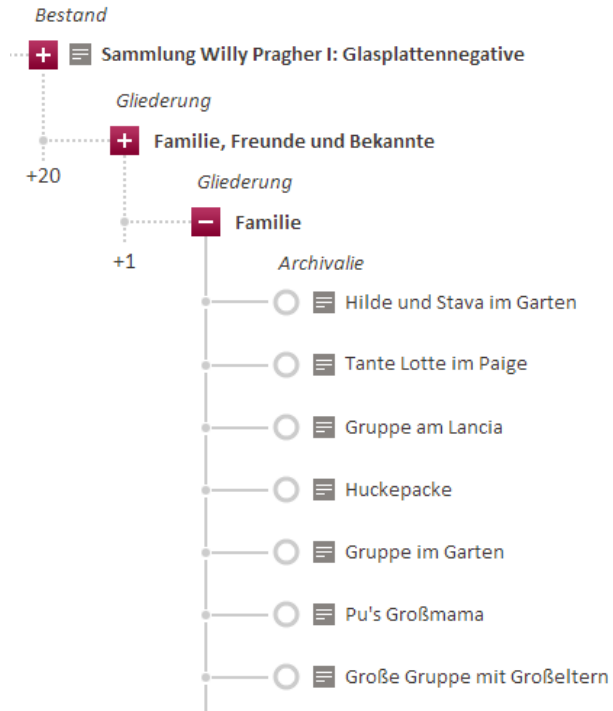 Bestand
Sammlung Willy Pragher I: Glasplattennegative
Gliederung
Familie, Freunde und Bekannte
+20
Gliederung
Familie
+1
Archivalie
Hilde und Stava im Garten
Tante Lotte im Paige
Gruppe am Lancia
Huckepacke
Gruppe im Garten
Pu's Großmama
Große Gruppe mit Großeltern